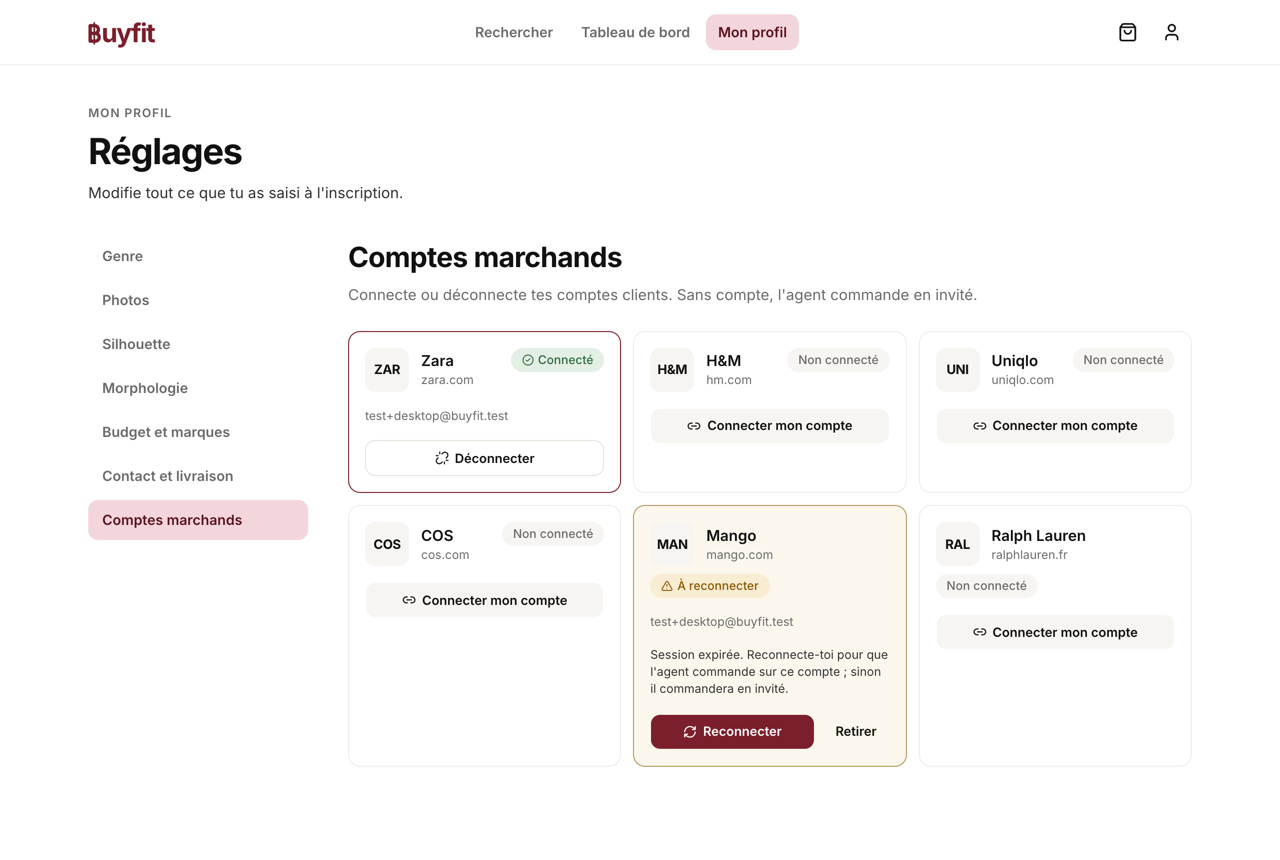 Buyfit
Rechercher
Tableau de bord
Mon profil
MON PROFIL
Réglages
Modifie tout ce que tu as saisi à l'inscription.
Genre
Photos
Silhouette
Morphologie
Budget et marques
Contact et livraison
Comptes marchands
Comptes marchands
Connecte ou déconnecte tes comptes clients. Sans compte, l'agent commande en invité.
ZAR
Zara
zara.com
Connecté
test+desktop@buyfit.test
Déconnecter
H&M
H&M
hm.com
Non connecté
Connecter mon compte
UNI
Uniqlo
uniqlo.com
Non connecté
Connecter mon compte
COS
COS
cos.com
Non connecté
Connecter mon compte
MAN
Mango
mango.com
À reconnecter
test+desktop@buyfit.test
Session expirée. Reconnecte-toi pour que
l'agent commande sur ce compte ; sinon
il commandera en invité.
Reconnecter
Retirer
RAL
Ralph Lauren
ralphlauren.fr
Non connecté
Connecter mon compte